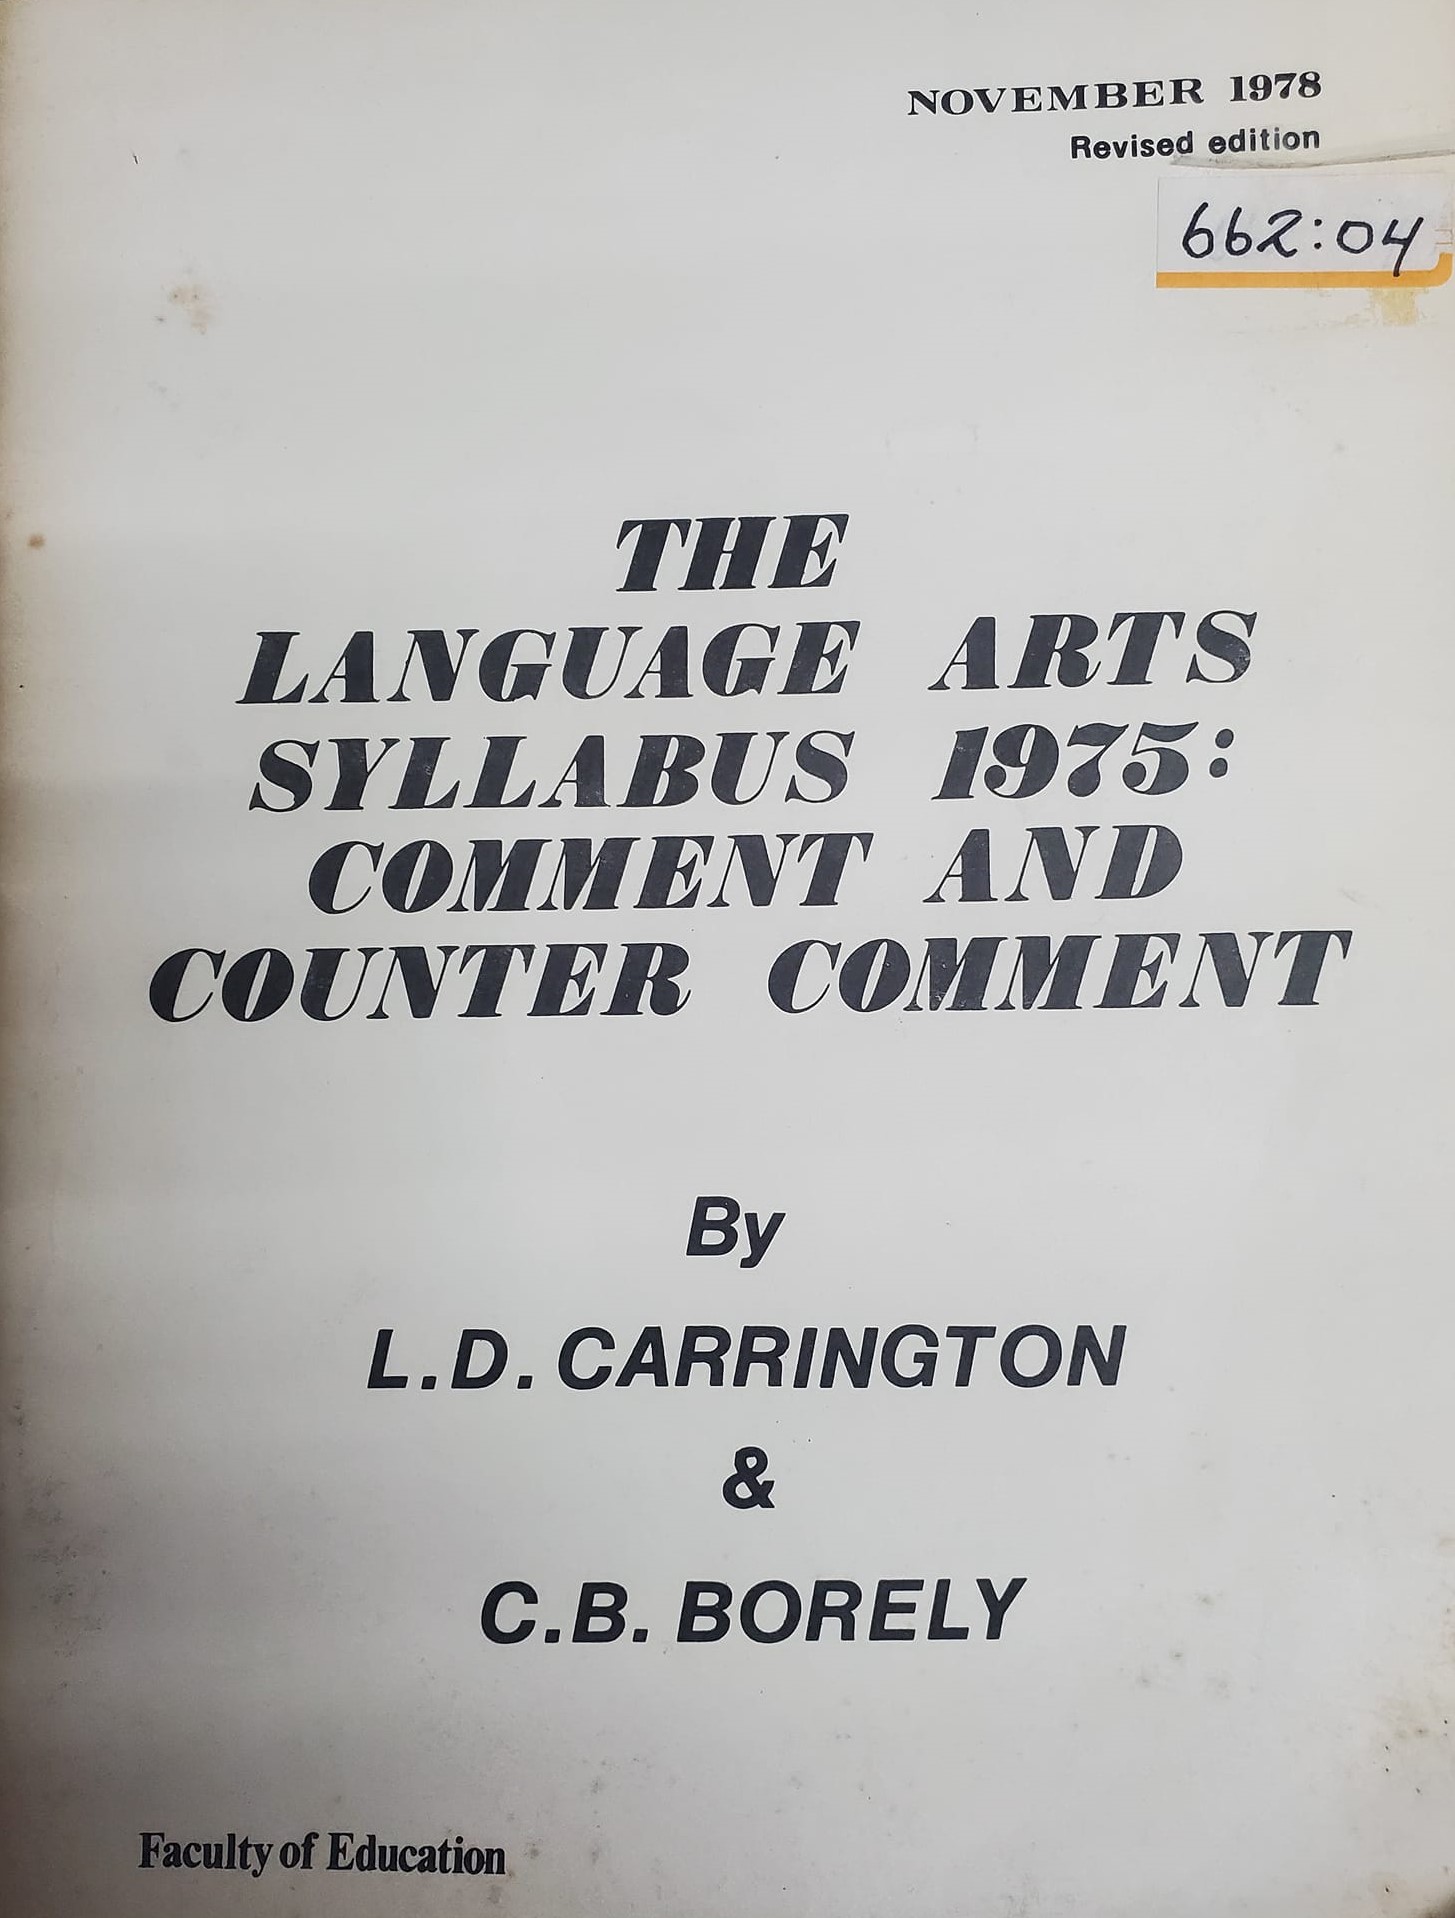 NOVEMBER 1978
Revised edition
662:04
THE
LANGUAGE ARTS
SYLLABUS 1975:
COMMENT AND
COUNTER COMMENT
By
L.D. CARRINGTON
&
C.B. BORELY
Faculty of Education